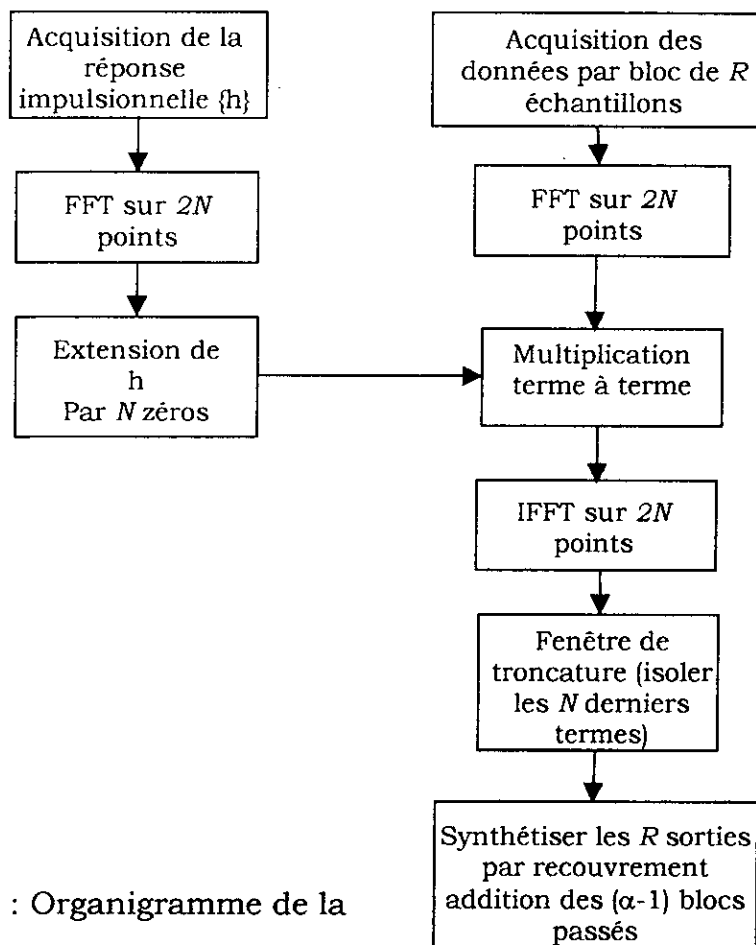 Acquisition de la
réponse
impulsionnelle {h}
Acquisition des
données par bloc de R
échantillons
FFT sur 2N
points
FFT sur 2N
points
Extension de
h
Par N zéros
Multiplication
terme à terme
IFFT sur 2N
points
Fenêtre de
troncature (isoler
les N derniers
termes)
Synthétiser les R sorties
par recouvrement
addition des (α-1) blocs
passés
: Organigramme de la